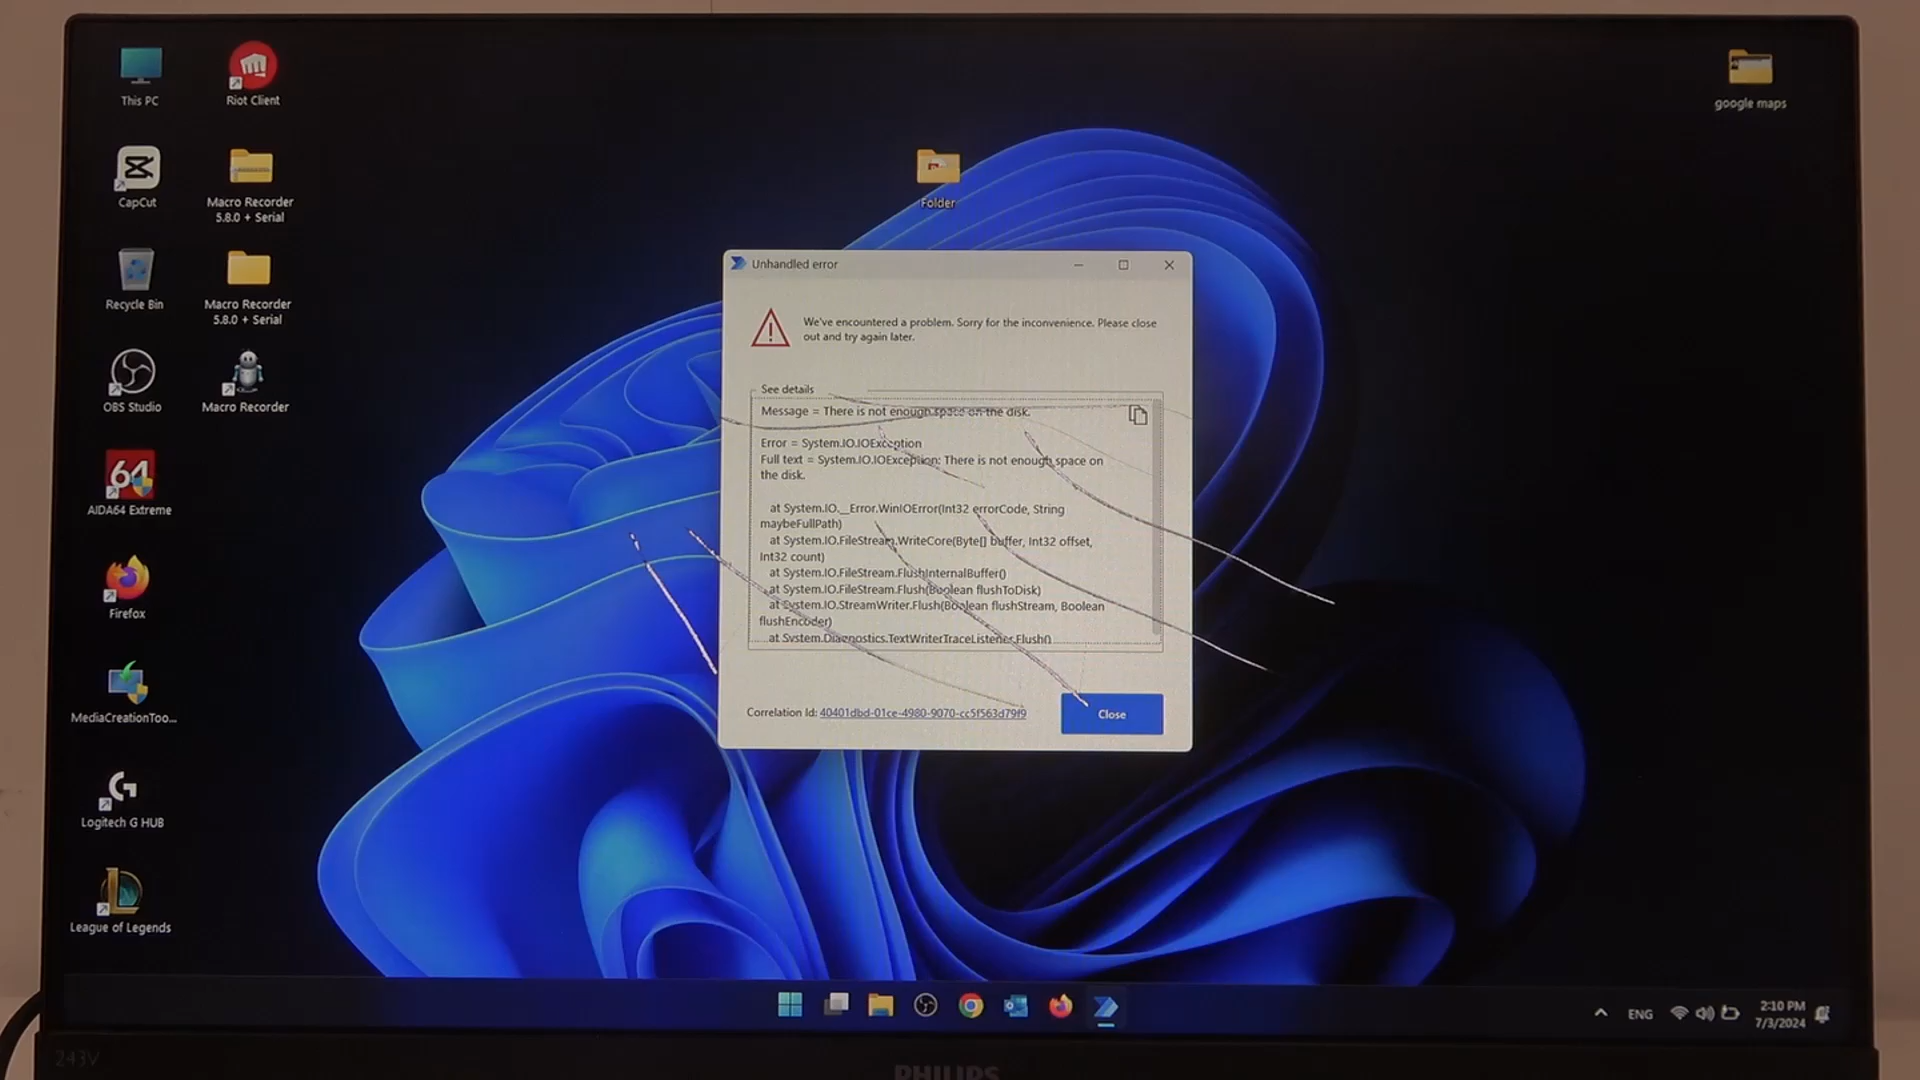 This PC
Riot Client
google maps
CapCut
Macro Recorder
5.8.0 + Serial
Folder
Recycle Bin
Macro Recorder
5.8.0 + Serial
OBS Studio
Macro Recorder
64
AIDA64 Extreme
Firefox
MediaCreationToo...
Logitech G HUB
League of Legends
Unhandled error
We've encountered a problem. Sorry for the inconvenience. Please close
out and try again later.
See details
Message = There is not enough space on the disk.
Error = System.IO.IOException
Full text = System.IO.IOException: There is not enough space on
the disk.
at System.IO.__Error.WinIOError(Int32 errorCode, String
maybeFullPath)
at System.IO.FileStream.WriteCore(Byte[] buffer, Int32 offset,
Int32 count)
at System.IO.FileStream.FlushInternalBuffer()
at System.IO.FileStream.Flush(Boolean flushToDisk)
at System.IO.StreamWriter.Flush(Boolean flushStream, Boolean
flushEncoder)
at System.Diagnostics.TextWriterTraceListener.Flush()
Correlation Id: 40401dbd-01ce-4980-9070-cc5f563d79f9
Close
ENG
2:10 PM
7/3/2024
243V
PHILIPS